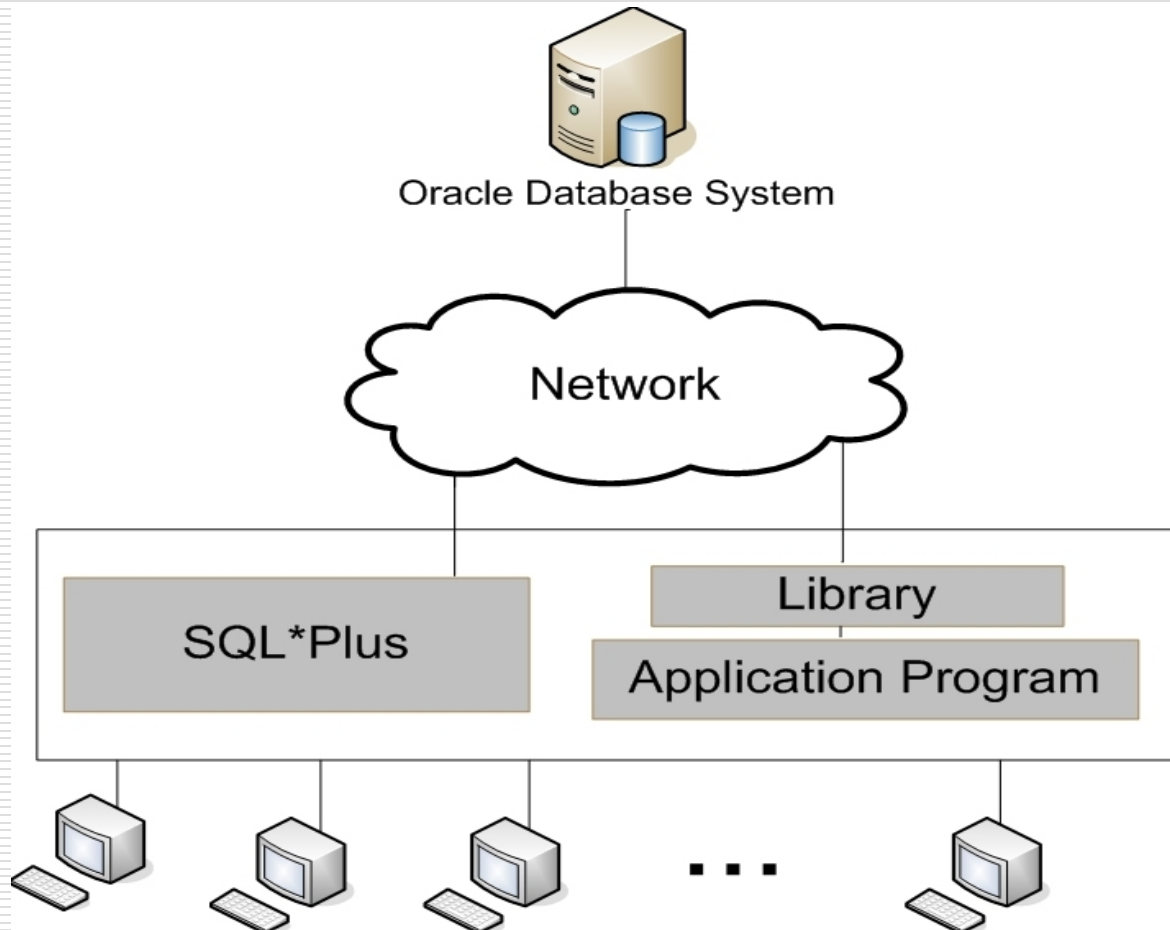 Oracle Database System
Network
SQL*Plus
Library
Application Program
...